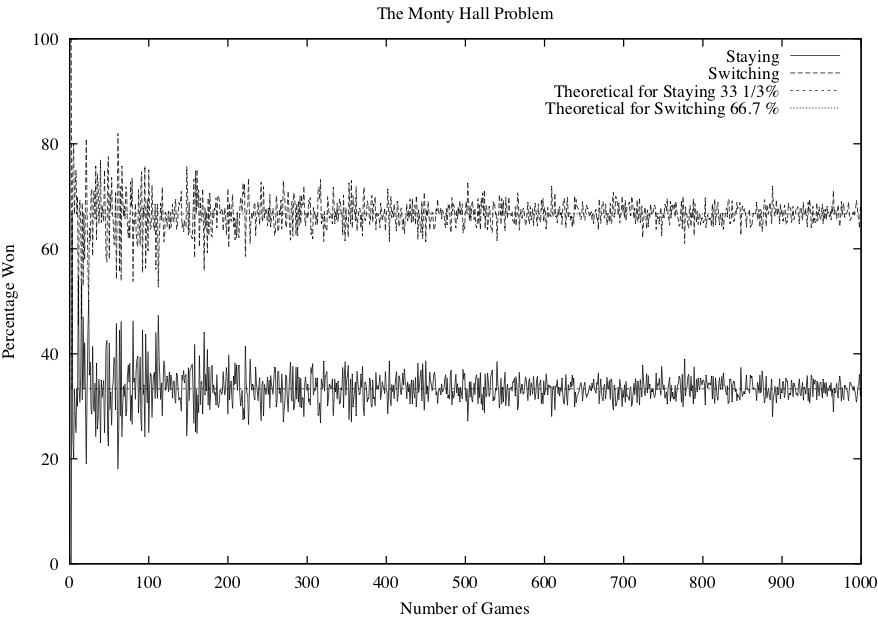 The Monty Hall Problem
Staying
Switching
Theoretical for Staying 33 1/3%
Theoretical for Switching 66.7 %
100
80
60
40
20
0
Percentage Won
0 100 200 300 400 500 600 700 800 900 1000
Number of Games